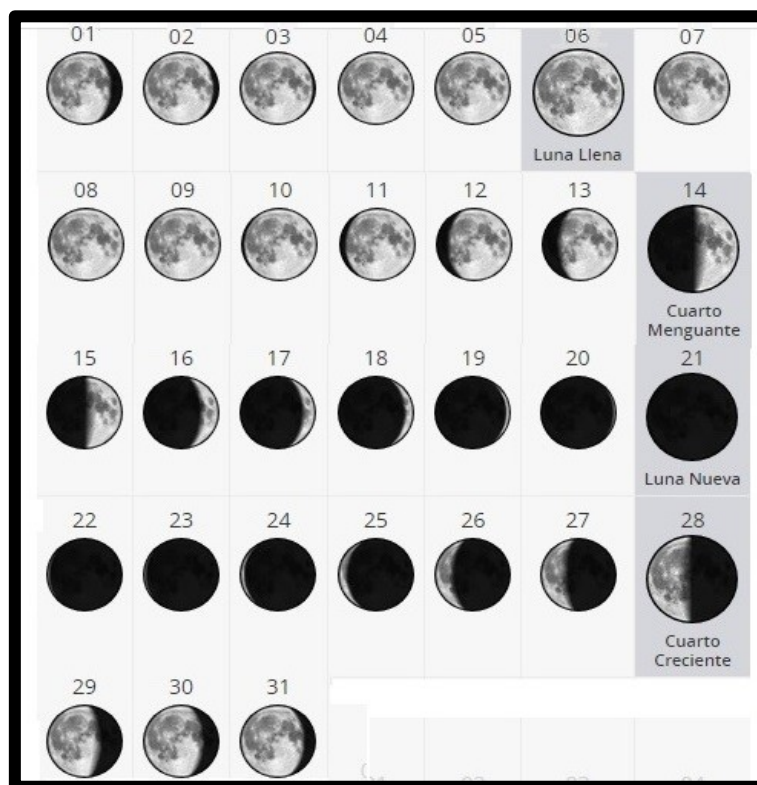 01 02 03 04 05 06 07
Luna Llena
08 09 10 11 12 13 14
Cuarto
Menguante
15 16 17 18 19 20 21
Luna Nueva
22 23 24 25 26 27 28
Cuarto
Creciente
29 30 31